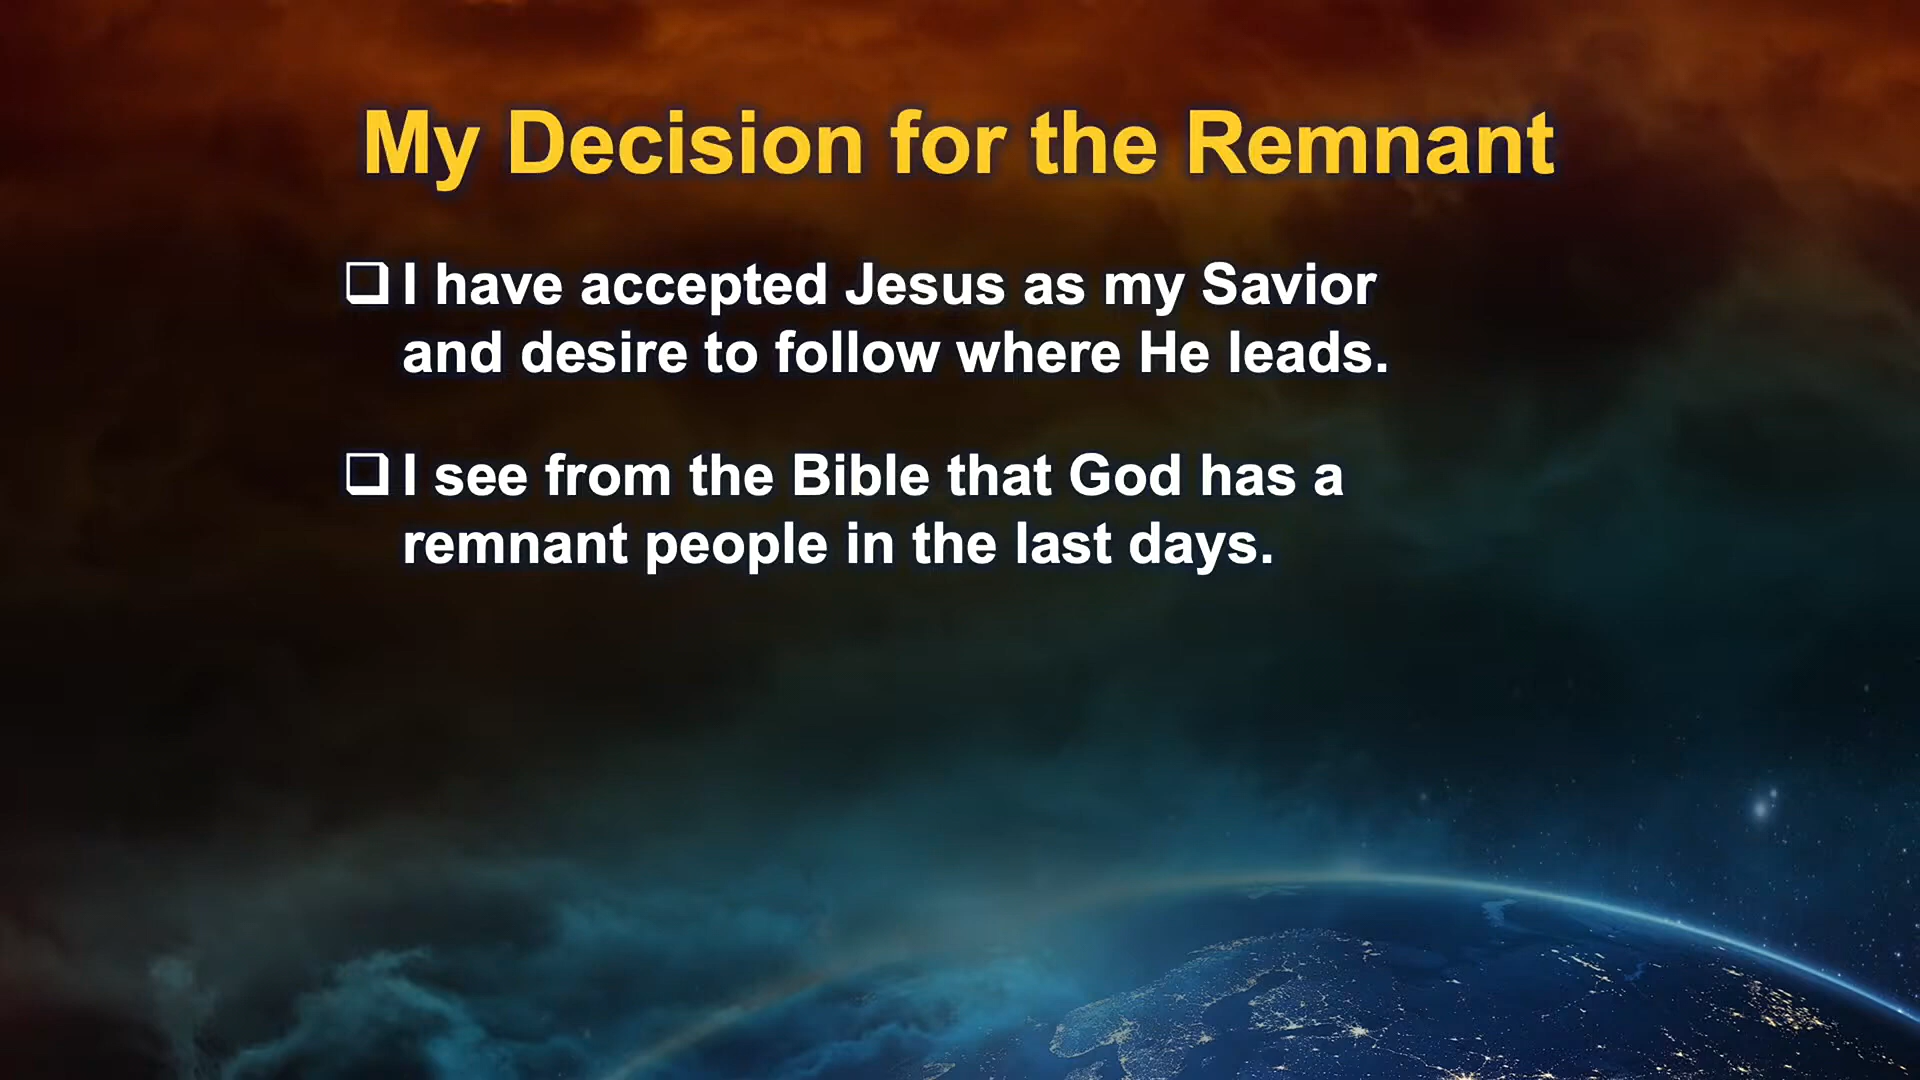 My Decision for the Remnant
❑ I have accepted Jesus as my Savior
and desire to follow where He leads.
❑ I see from the Bible that God has a
remnant people in the last days.